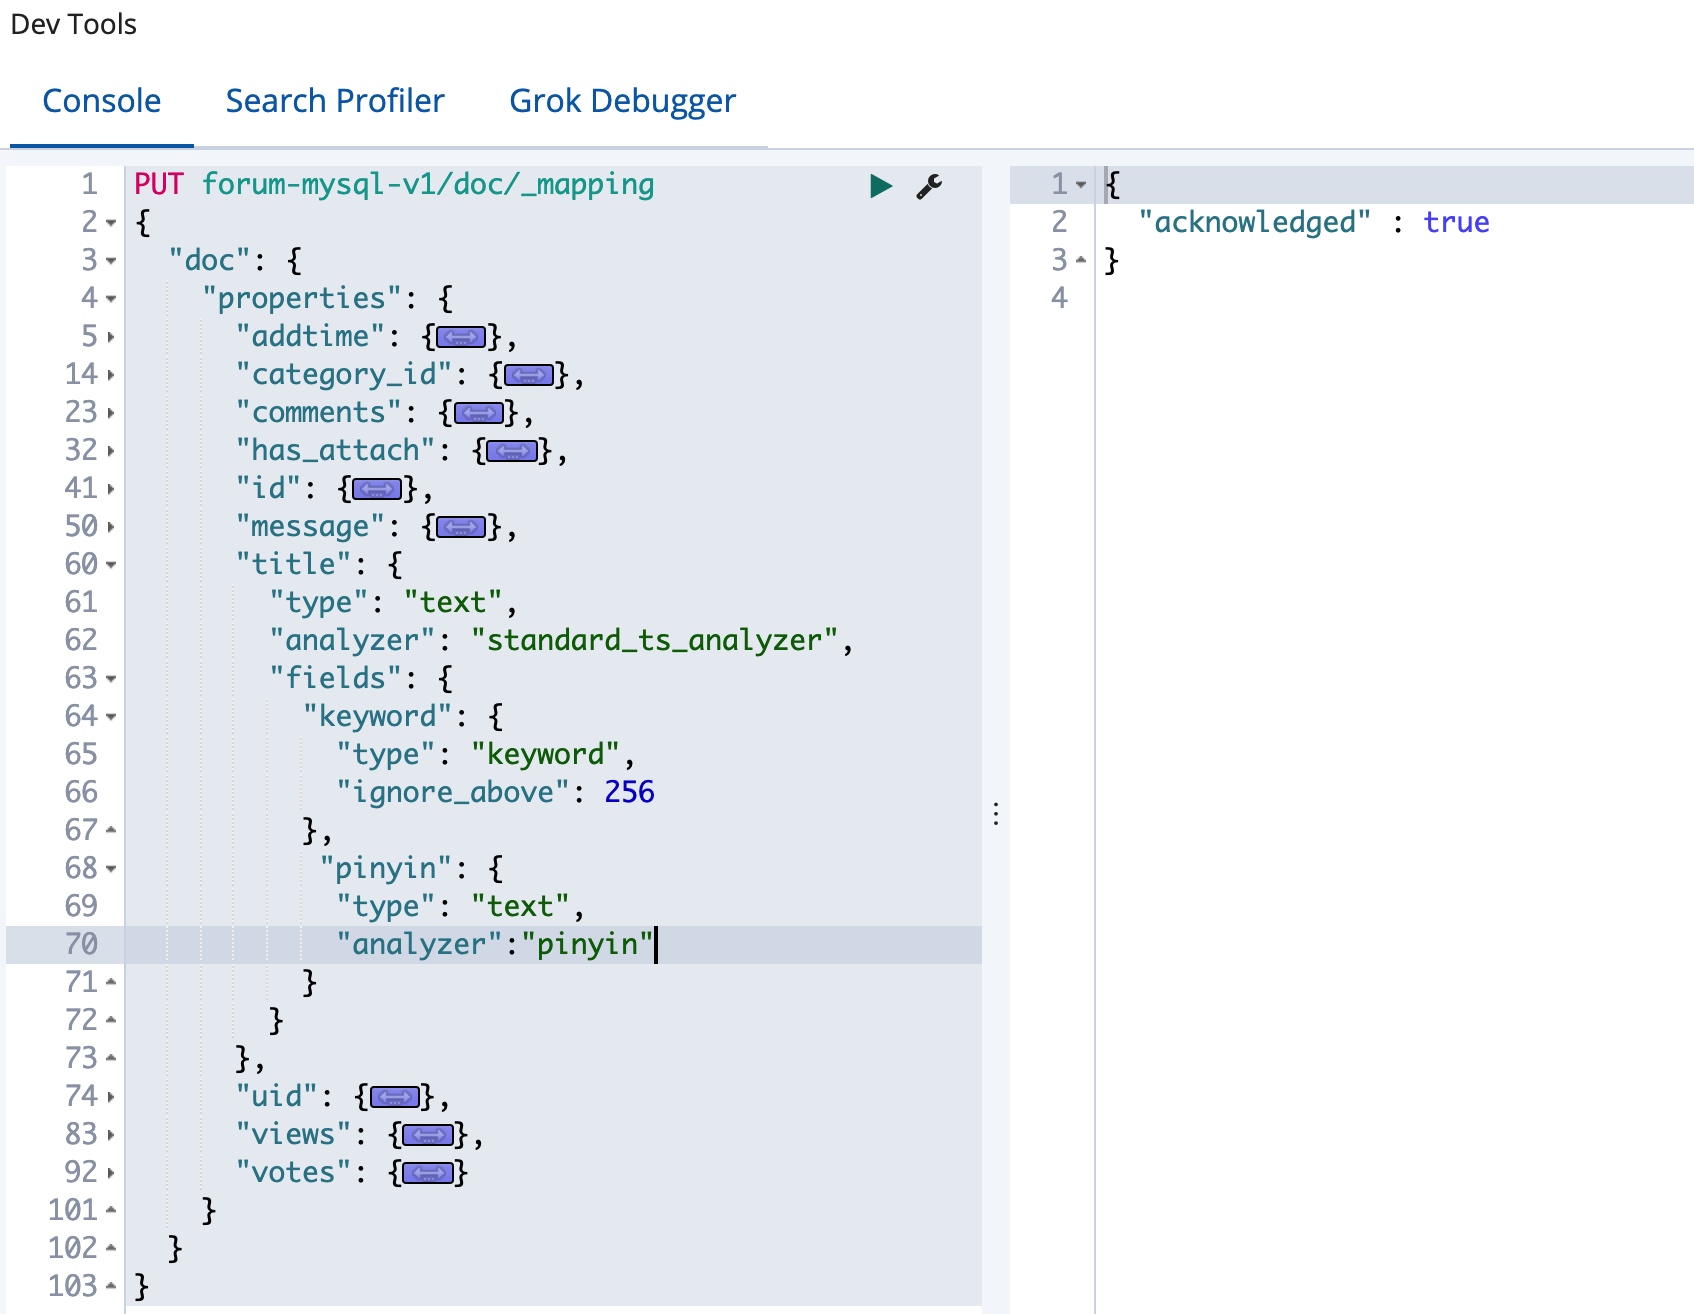 Dev Tools
Console Search Profiler Grok Debugger
1 PUT forum-mysql-v1/doc/_mapping
2 {
3 "doc": {
4 "properties": {
5 "addtime": {},
14 "category_id": {},
23 "comments": {},
32 "has_attach": {},
41 "id": {},
50 "message": {},
60 "title": {
61 "type": "text",
62 "analyzer": "standard_ts_analyzer",
63 "fields": {
64 "keyword": {
65 "type": "keyword",
66 "ignore_above": 256
67 },
68 "pinyin": {
69 "type": "text",
70 "analyzer":"pinyin"
71 }
72 }
73 },
74 "uid": {},
83 "views": {},
92 "votes": {}
101 }
102 }
103 }
1 {
2 "acknowledged" : true
3 }
4